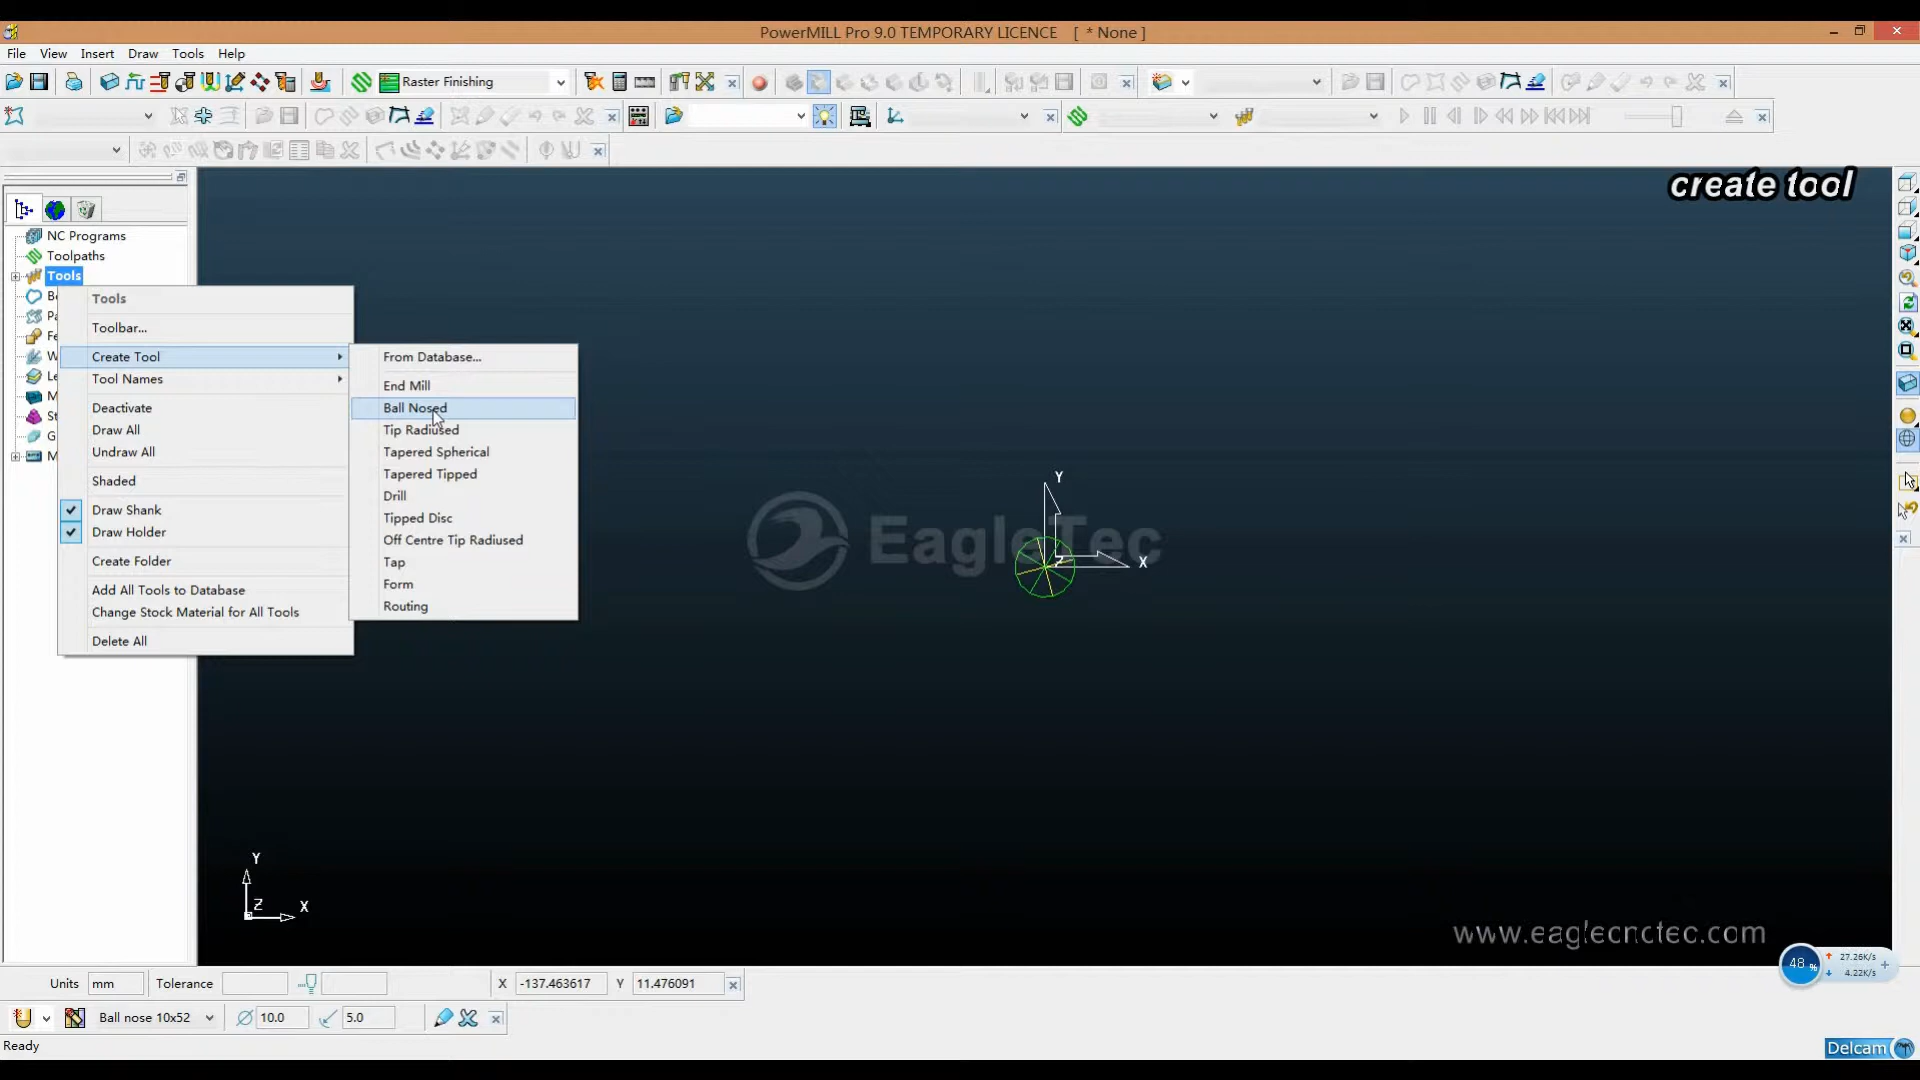 PowerMILL Pro 9.0 TEMPORARY LICENCE [ * None ]
File View Insert Draw Tools Help
Raster Finishing
create tool
NC Programs
Toolpaths
Tools
Tools
Toolbar...
Create Tool
Tool Names
Deactivate
Draw All
Undraw All
Shaded
Draw Shank
Draw Holder
Create Folder
Add All Tools to Database
Change Stock Material for All Tools
Delete All
From Database...
End Mill
Ball Nosed
Tip Radiused
Tapered Spherical
Tapered Tipped
Drill
Tipped Disc
Off Centre Tip Radiused
Tap
Form
Routing
EagleTec
Y
Z
X
Y
Z
X
www.eaglecnctec.com
48 %
27.26K/s
4.22K/s
Units mm Tolerance X -137.463617 Y 11.476091
Ball nose 10x52 10.0 5.0
Ready
Delcam